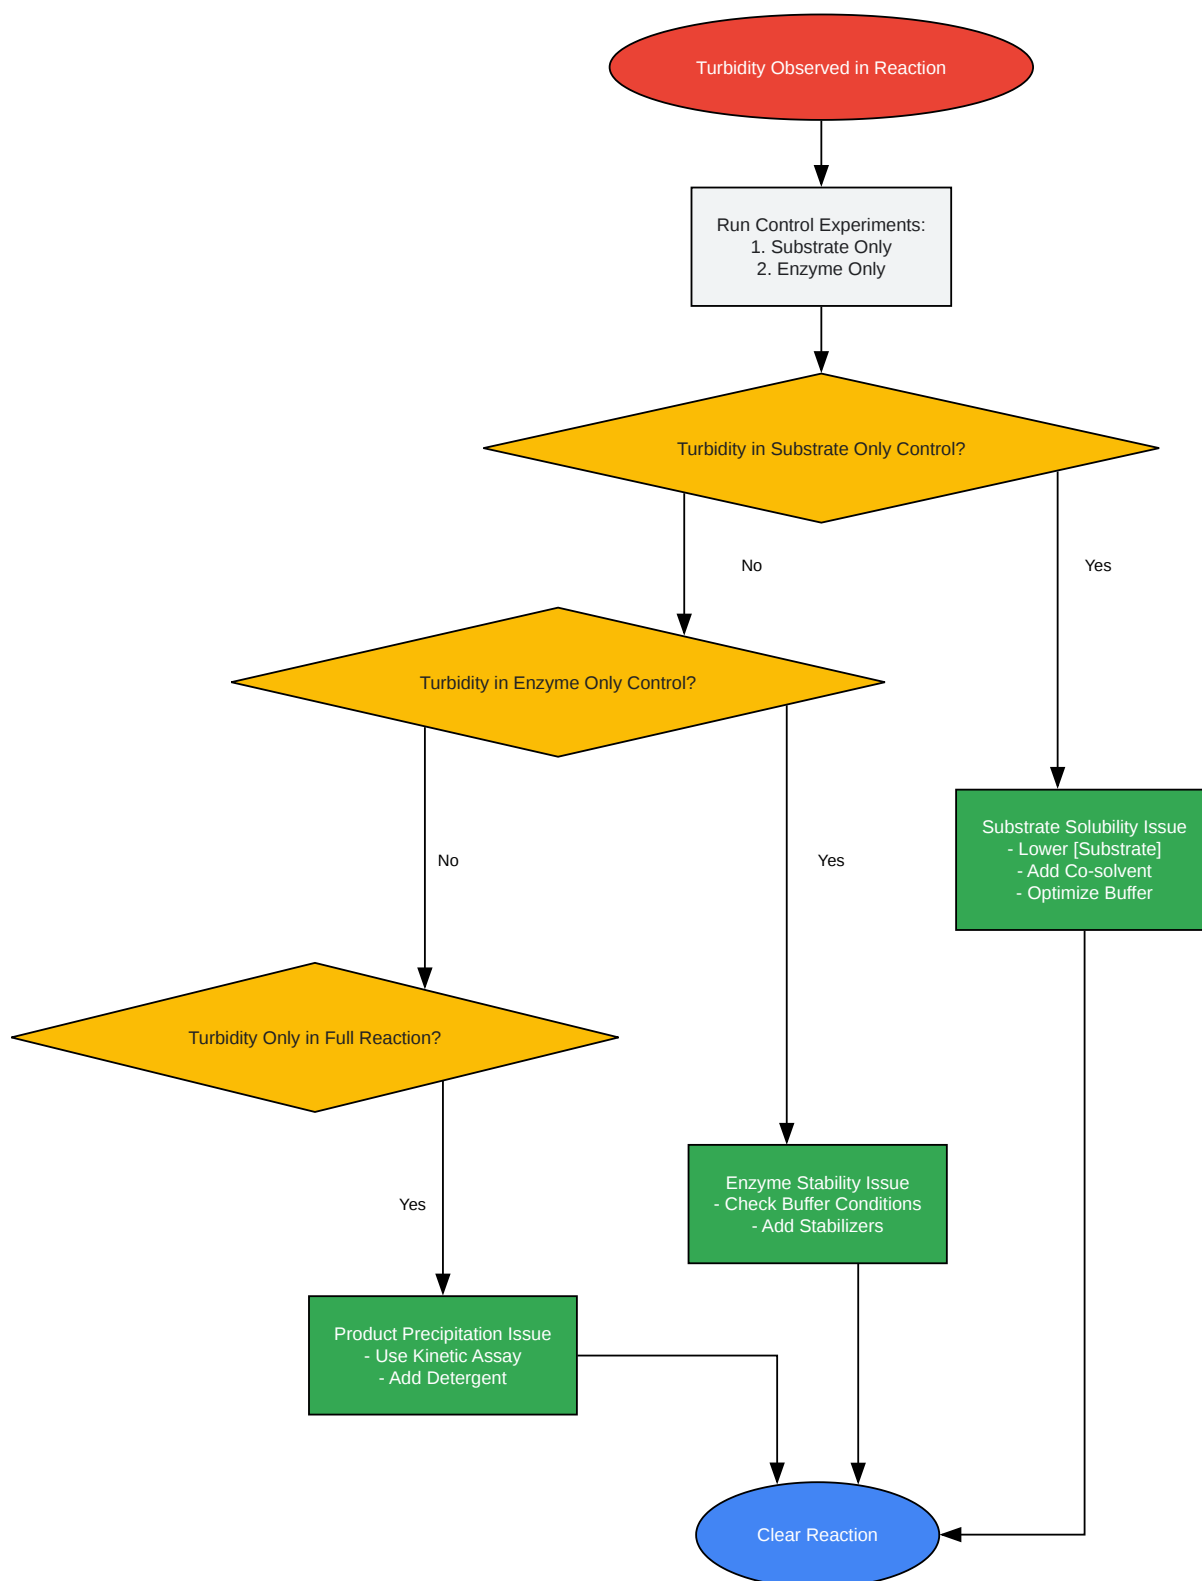 Turbidity Observed in Reaction
Run Control Experiments:
1. Substrate Only
2. Enzyme Only
Turbidity in Substrate Only Control?
No
Yes
Turbidity in Enzyme Only Control?
No
Yes
Substrate Solubility Issue
- Lower [Substrate]
- Add Co-solvent
- Optimize Buffer
Turbidity Only in Full Reaction?
Yes
Enzyme Stability Issue
- Check Buffer Conditions
- Add Stabilizers
Product Precipitation Issue
- Use Kinetic Assay
- Add Detergent
Clear Reaction